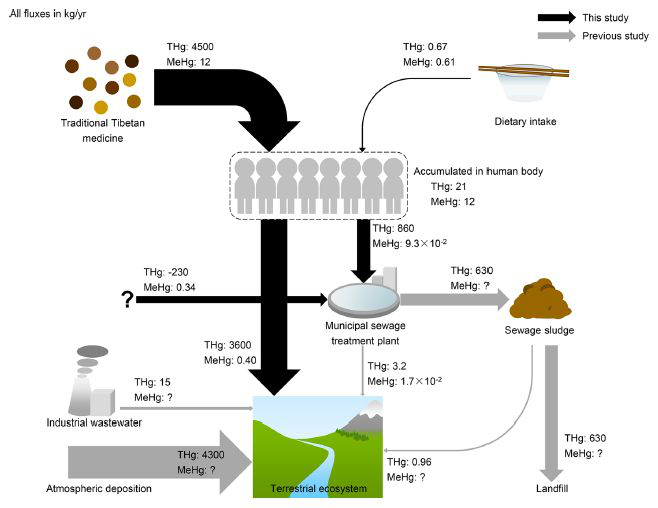 All fluxes in kg/yr
This study
Previous study
THg: 4500
MeHg: 12
THg: 0.67
MeHg: 0.61
Traditional Tibetan
medicine
Dietary intake
Accumulated in human body
THg: 21
MeHg: 12
THg: 860
MeHg: 9.3×10-2
THg: -230
MeHg: 0.34
?
THg: 630
MeHg: ?
Municipal sewage
treatment plant
Sewage sludge
THg: 3600
MeHg: 0.40
THg: 3.2
MeHg: 1.7×10-2
THg: 15
MeHg: ?
Industrial wastewater
THg: 4300
MeHg: ?
THg: 630
MeHg: ?
THg: 0.96
MeHg: ?
Atmospheric deposition
Terrestrial ecosystem
Landfill